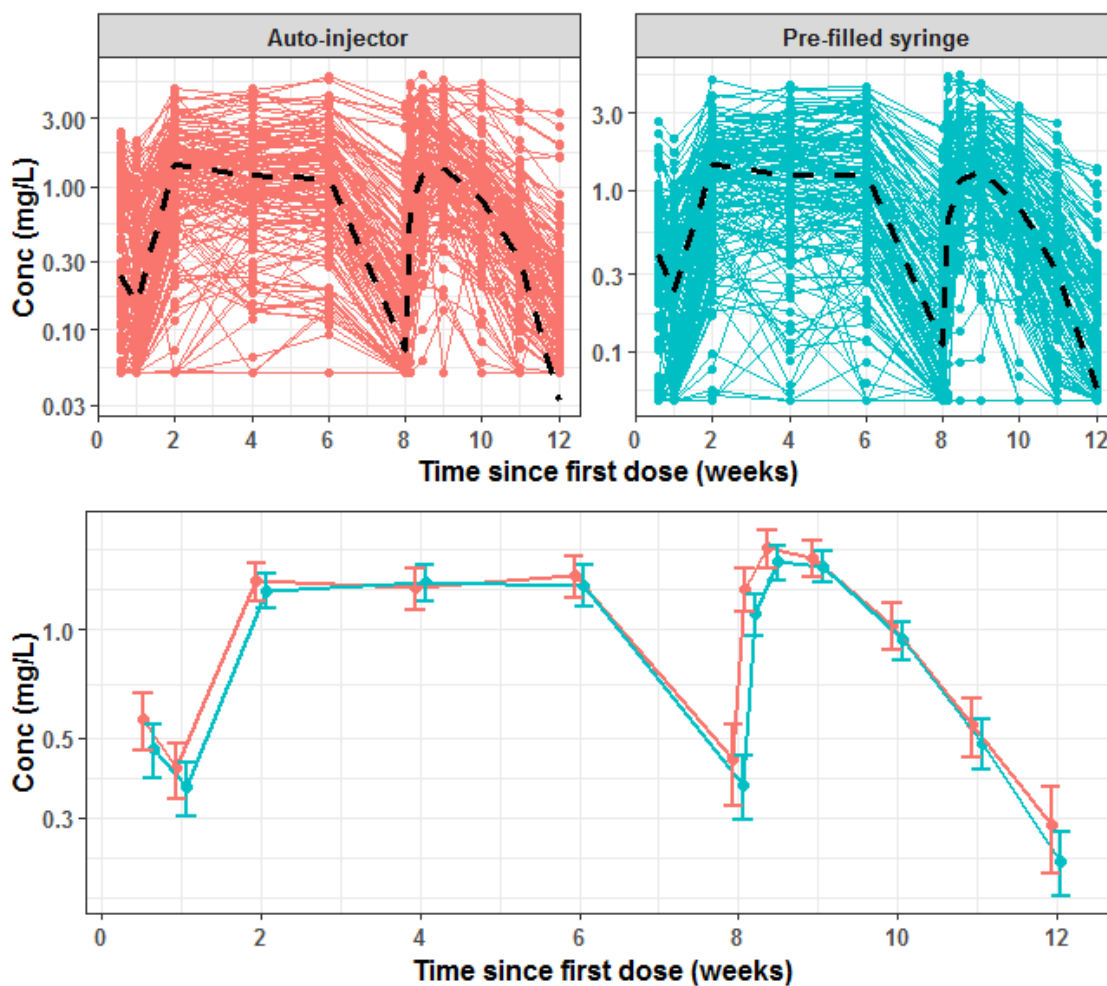 Auto-injector
Pre-filled syringe
Conc (mg/L)
3.00
1.00
0.30
0.10
0.03
3.0
1.0
0.3
0.1
0 2 4 6 8 10 12
0 2 4 6 8 10 12
Time since first dose (weeks)
Conc (mg/L)
1.0
0.5
0.3
0 2 4 6 8 10 12
Time since first dose (weeks)